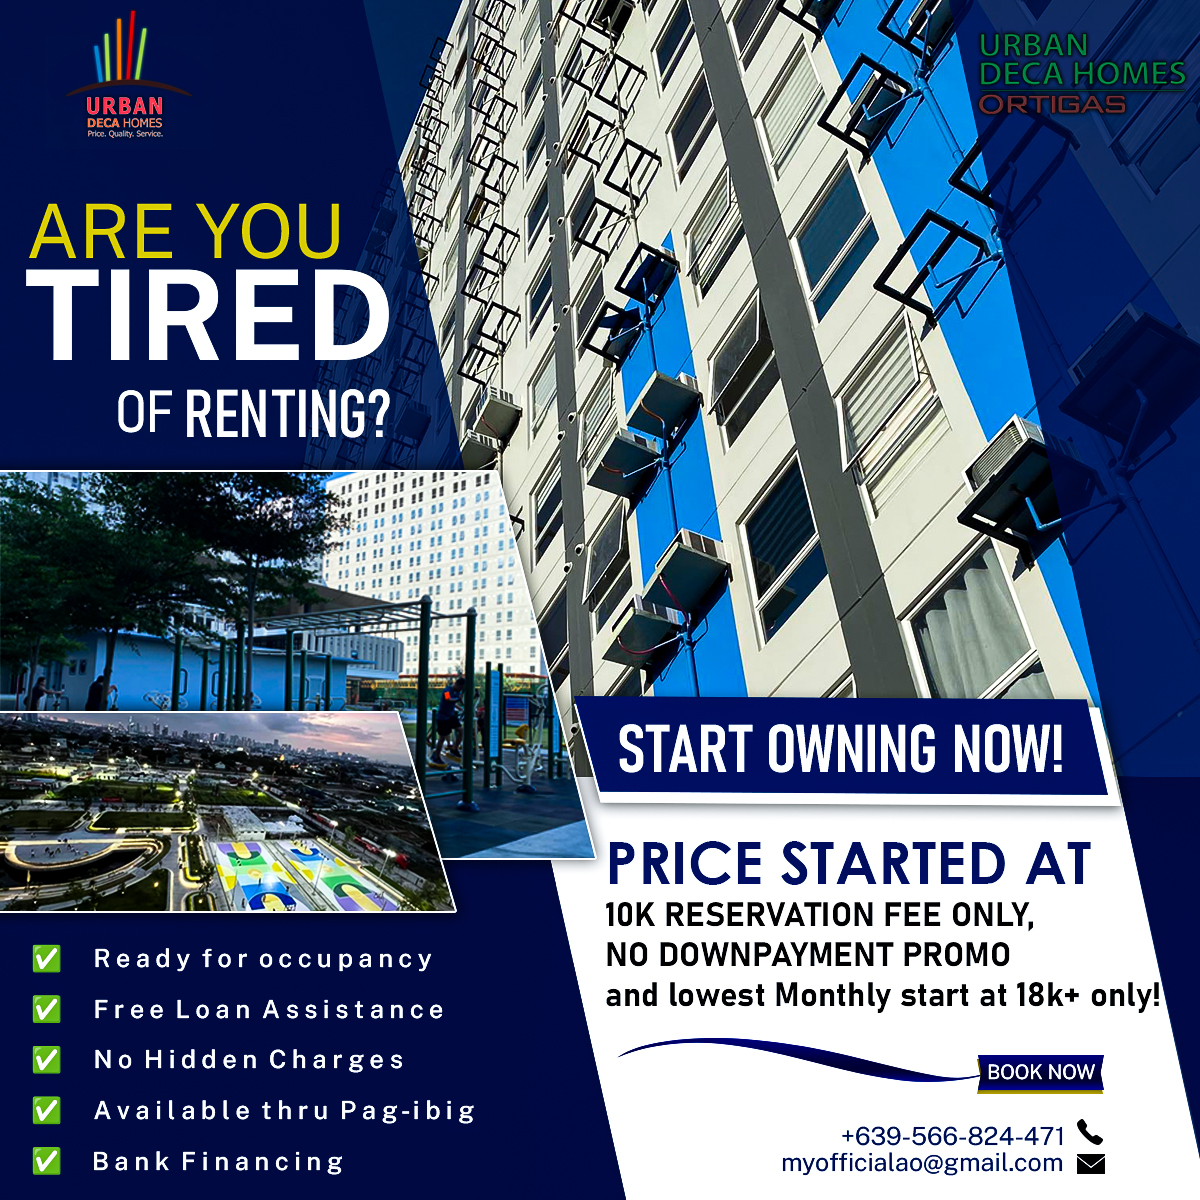 URBAN
DECA HOMES
Price. Quality. Service.
URBAN
DECA HOMES
ORTIGAS
ARE YOU
TIRED
OF RENTING?
START OWNING NOW!
PRICE STARTED AT
10K RESERVATION FEE ONLY,
NO DOWNPAYMENT PROMO
and lowest Monthly start at 18k+ only!
✅ Ready for occupancy
✅ Free Loan Assistance
✅ No Hidden Charges
✅ Available thru Pag-ibig
✅ Bank Financing
BOOK NOW
+639-566-824-471
myofficialao@gmail.com